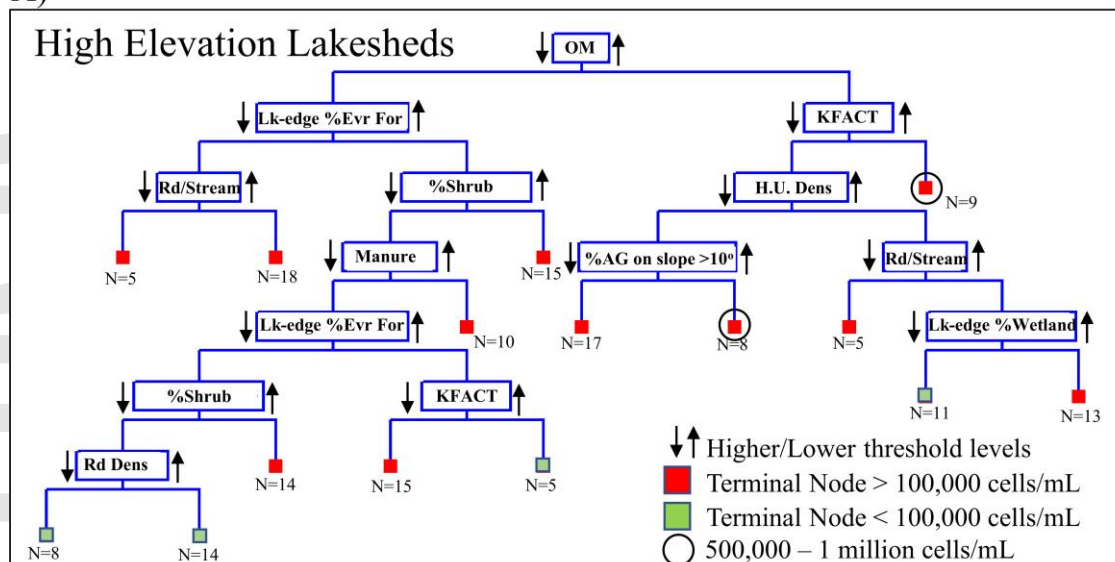 High Elevation Lakesheds
OM
Lk-edge %Evr For
KFACT
Rd/Stream
%Shrub
H.U. Dens
N=9
Manure
%AG on slope >10°
Rd/Stream
N=5
N=18
N=15
Lk-edge %Evr For
Lk-edge %Wetland
N=10
N=17
N=8
N=5
%Shrub
KFACT
N=11
N=13
Rd Dens
N=14
N=15
N=5
N=8
N=14
Higher/Lower threshold levels
Terminal Node > 100,000 cells/mL
Terminal Node < 100,000 cells/mL
500,000 – 1 million cells/mL